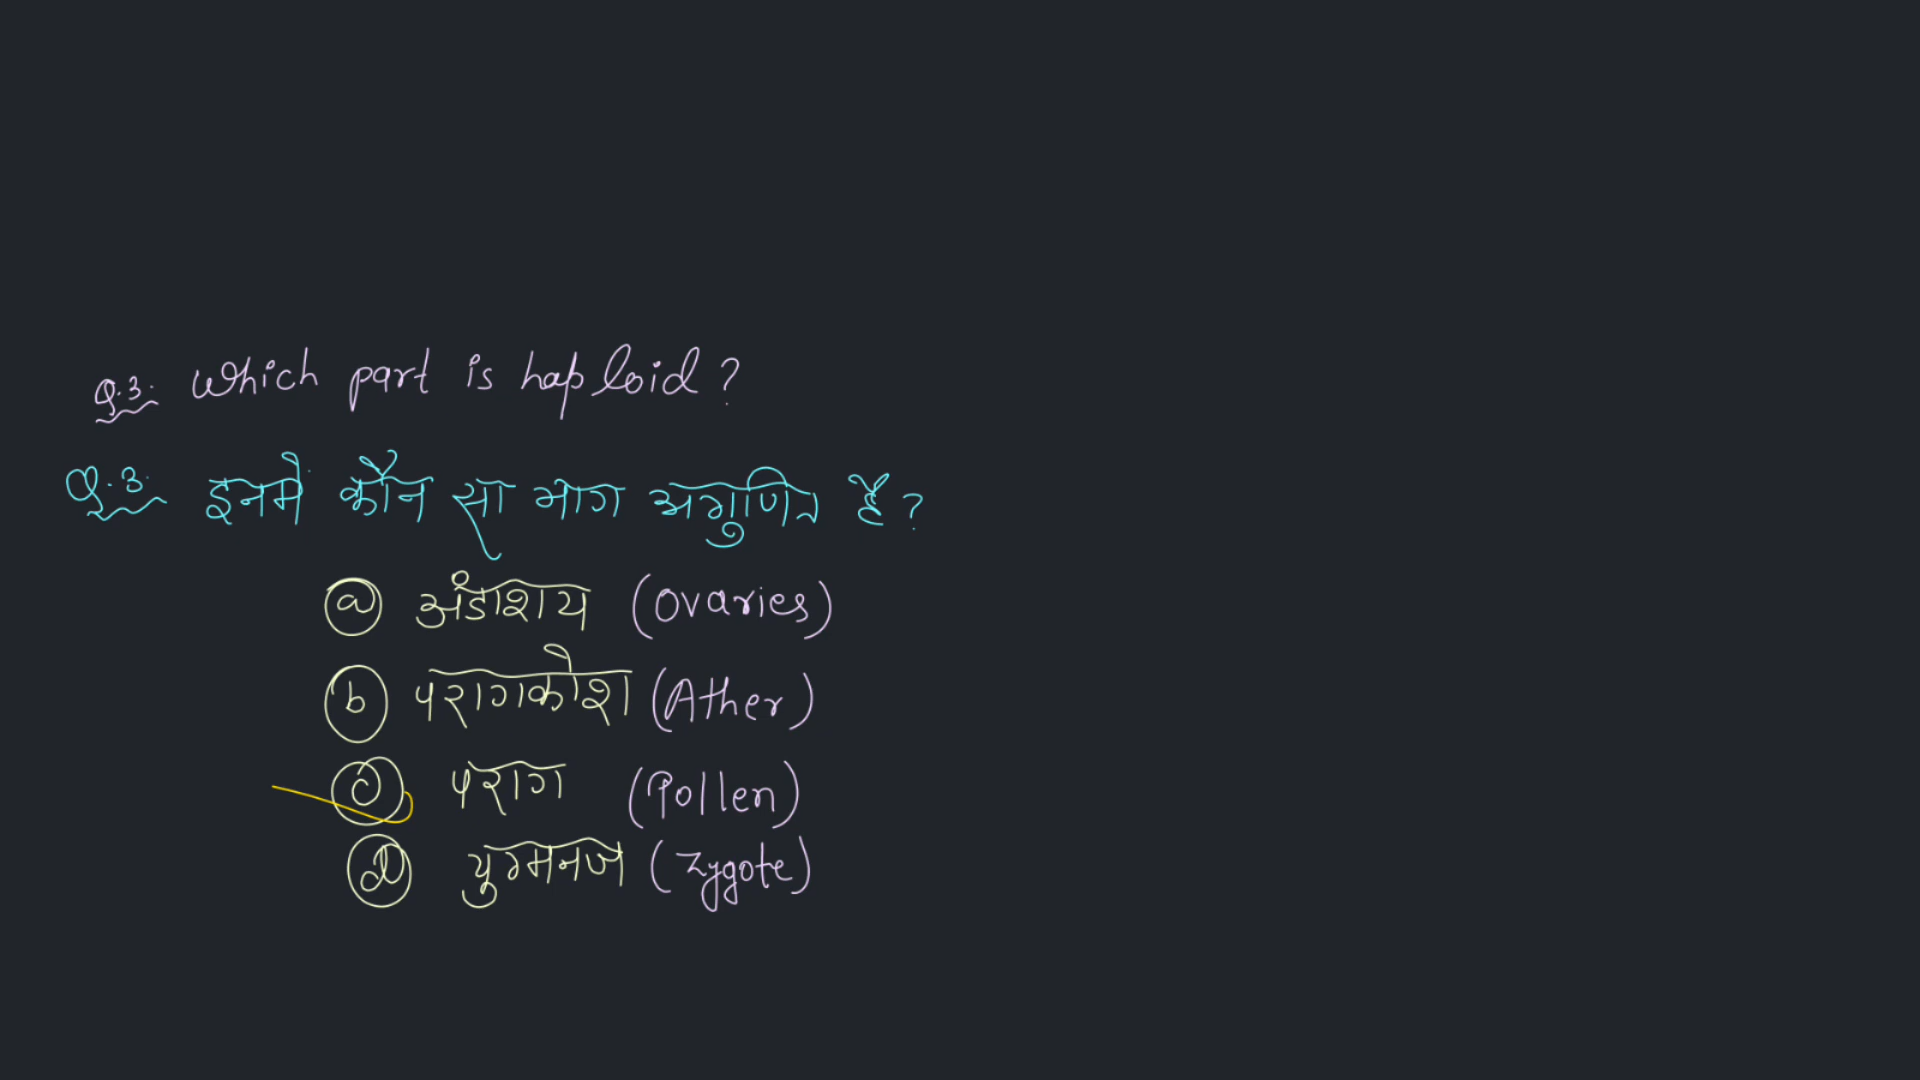 Q.3. Which part is haploid?
Q.3. इनमे कौन सा भाग अगुणित है?
(a) अंडाशय (Ovaries)
(b) परागकोश (Ather)
(c) पराग (Pollen)
(d) युग्मनज (Zygote)